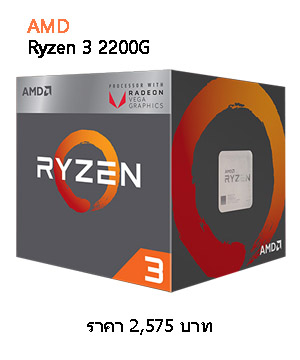 AMD
Ryzen 3 2200G
PROCESSOR WITH
RADEON
VEGA
GRAPHICS
AMD
RYZEN
RYZEN
3
AMD
ราคา 2,575 บาท